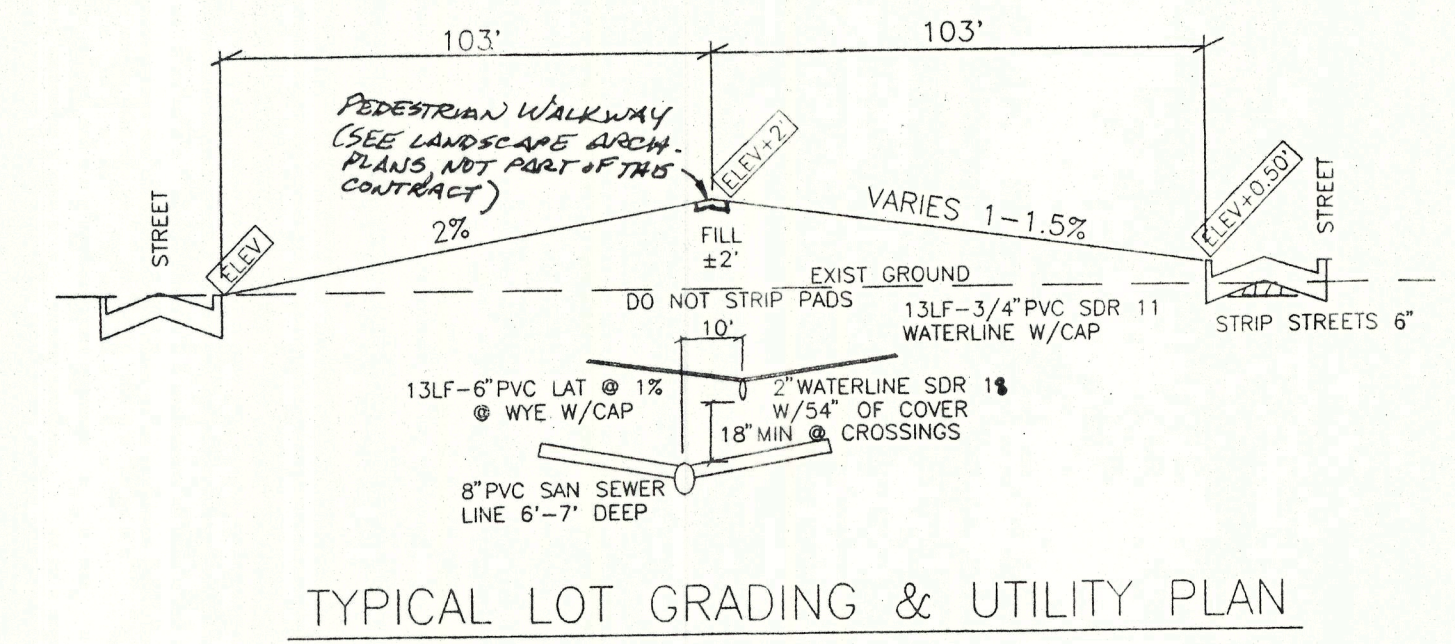 103'
103'
PEDESTRIAN WALKWAY
(SEE LANDSCAPE ARCH.
PLANS, NOT PART OF THIS
CONTRACT)
ELEV+2'
STREET
ELEV
2%
VARIES 1-1.5%
ELEV+0.50'
STREET
FILL
±2'
EXIST GROUND
DO NOT STRIP PADS
13LF-3/4"PVC SDR 11
WATERLINE W/CAP
STRIP STREETS 6"
10'
13LF-6"PVC LAT @ 1%
@ WYE W/CAP
2"WATERLINE SDR
W/54" OF COVER
18"MIN @ CROSSINGS
8"PVC SAN SEWER
LINE 6'-7' DEEP
TYPICAL LOT GRADING & UTILITY PLAN